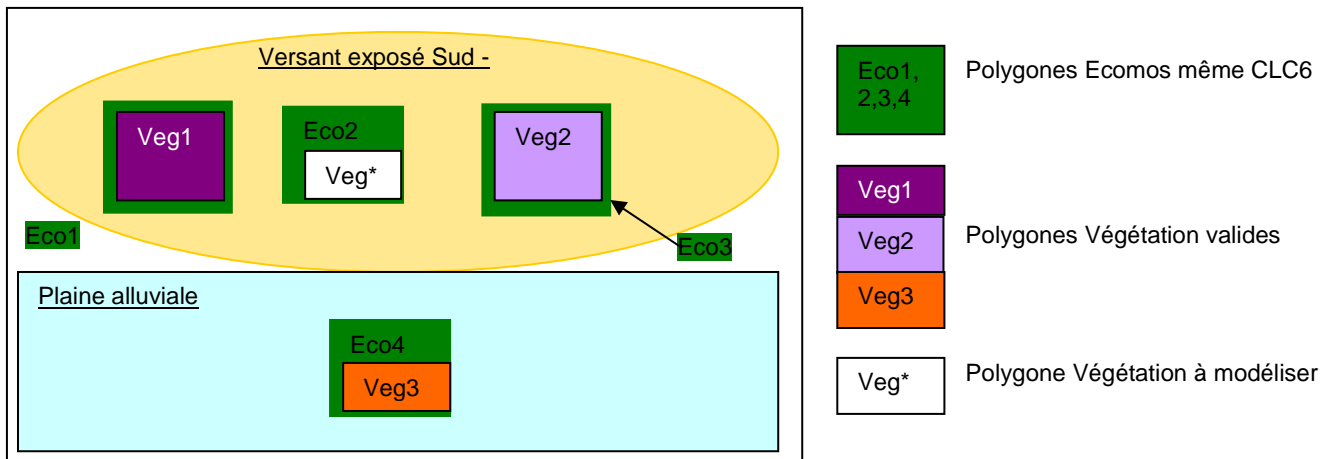 Versant exposé Sud -
Veg1
Eco2
Veg*
Veg2
Eco1
Eco3
Plaine alluviale
Eco4
Veg3
Eco1,
2,3,4
Polygones Ecomos même CLC6
Veg1
Veg2
Polygones Végétation valides
Veg3
Veg*
Polygone Végétation à modéliser